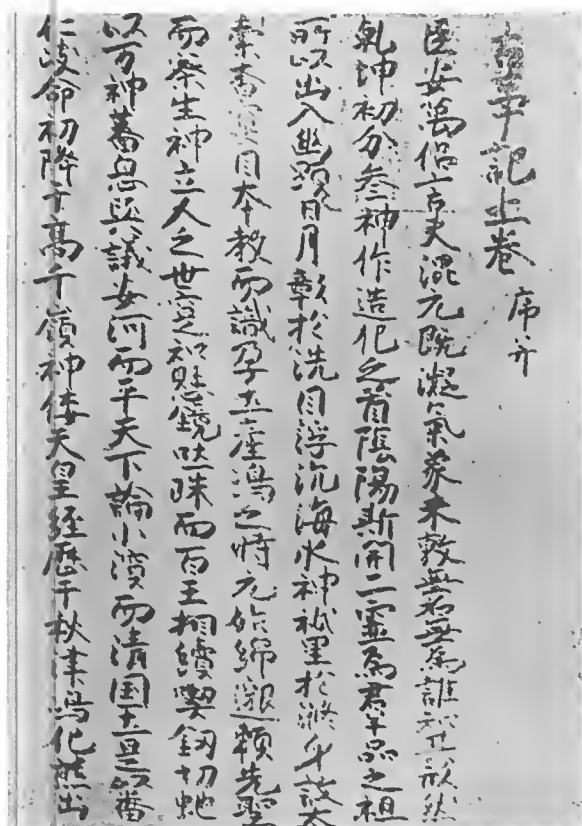 古事記上卷 序并
臣安萬侶言夫混元既凝氣象未敦無名無為誰知其形然
乾坤初分參神作造化之首陰陽斯開二靈為群品之祖
所以出入幽顯日月彰於洗目浮沉海水神祇呈於滌身故太
素杳冥因本教而識孕土産嶋之時元始綿邈頼先聖
而察生神立人之世寔知懸鏡吐珠而百王相續喫釼切蛇
以万神蕃息與議安河而平天下論小濱而清国土是以番
仁岐命初降于高千嶺神倭天皇経歴于秋津嶋化熊出